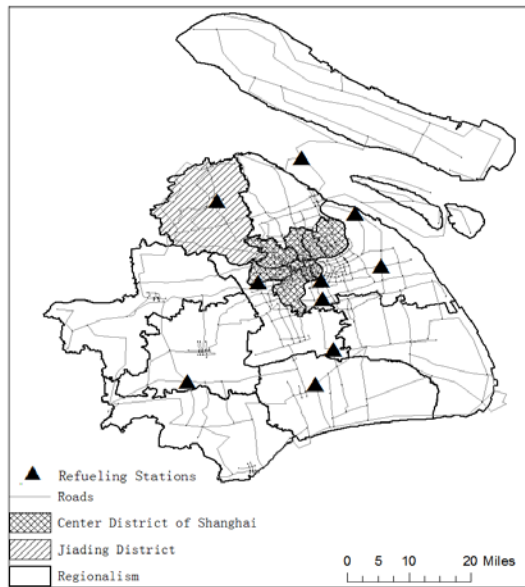 Refueling Stations
Roads
Center District of Shanghai
Jiading District
Regionalism
0 5 10 20 Miles